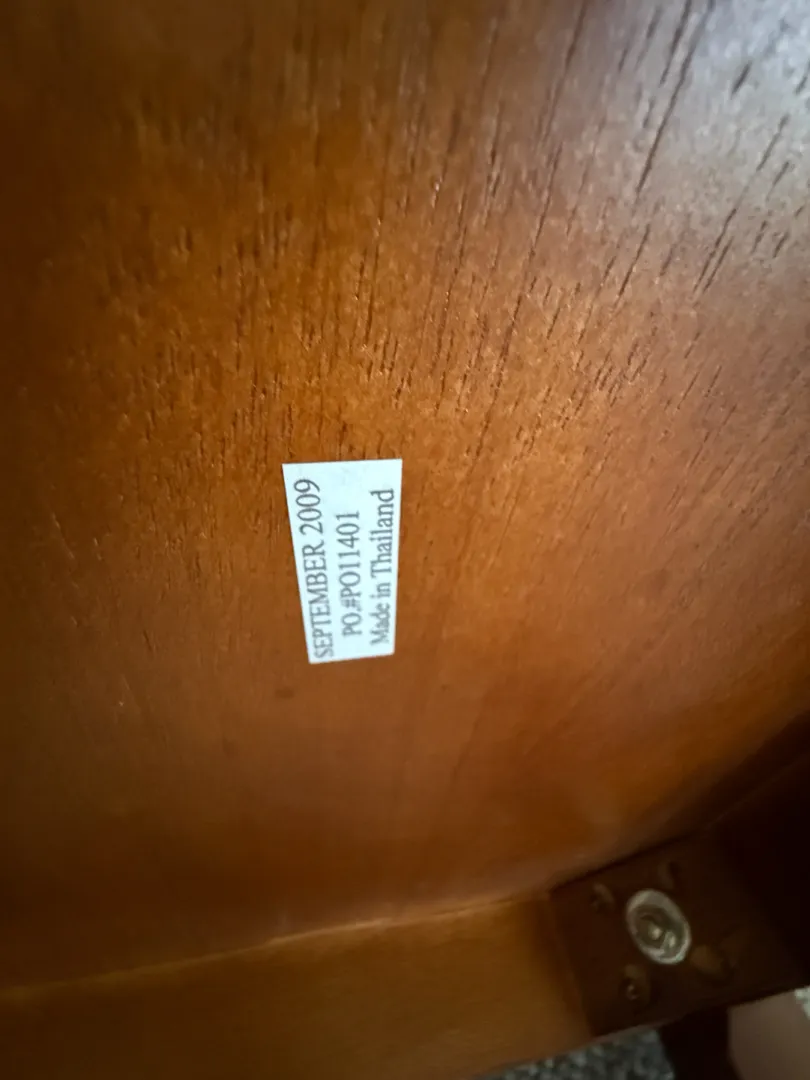 SEPTEMBER 2009
PO.#PO11401
Made in Thailand